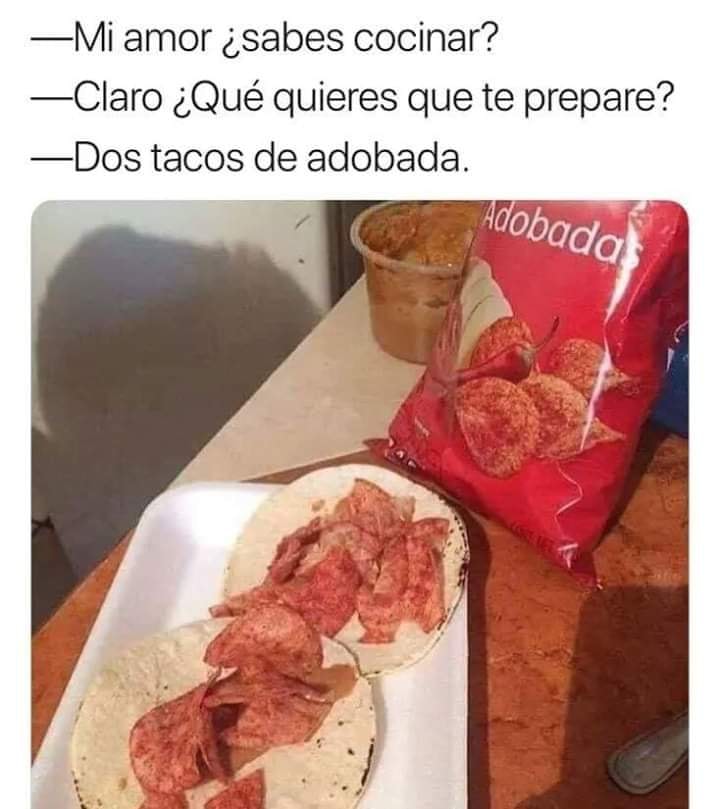 —Mi amor ¿sabes cocinar?
—Claro ¿Qué quieres que te prepare?
—Dos tacos de adobada.
Adobadas